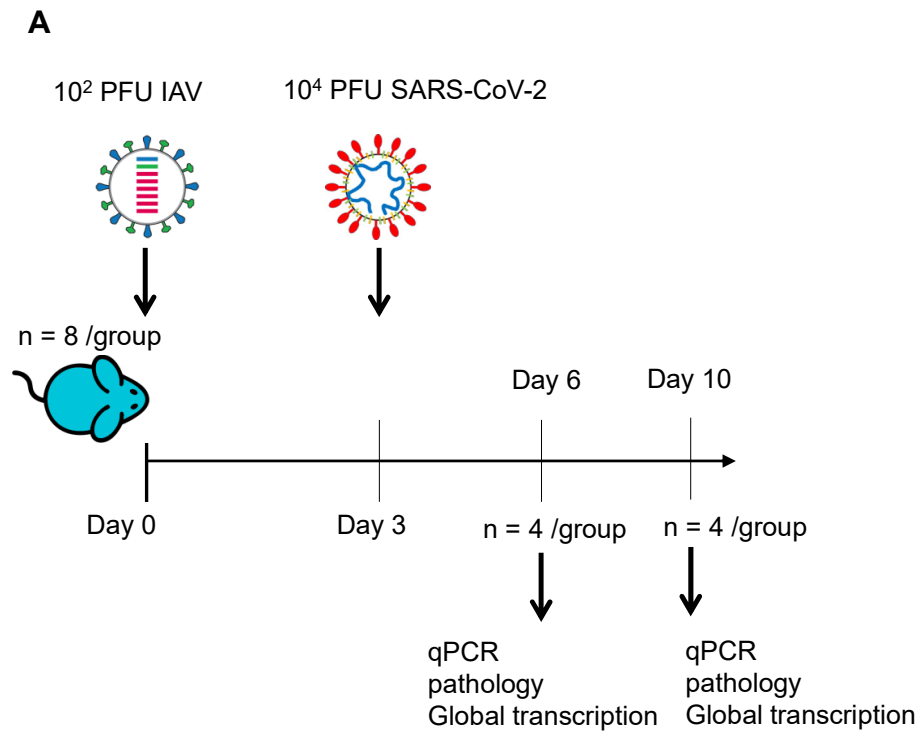 A
10² PFU IAV
10⁴ PFU SARS-CoV-2
n = 8 /group
Day 6
Day 10
Day 0
Day 3
n = 4 /group
n = 4 /group
qPCR
pathology
Global transcription
qPCR
pathology
Global transcription